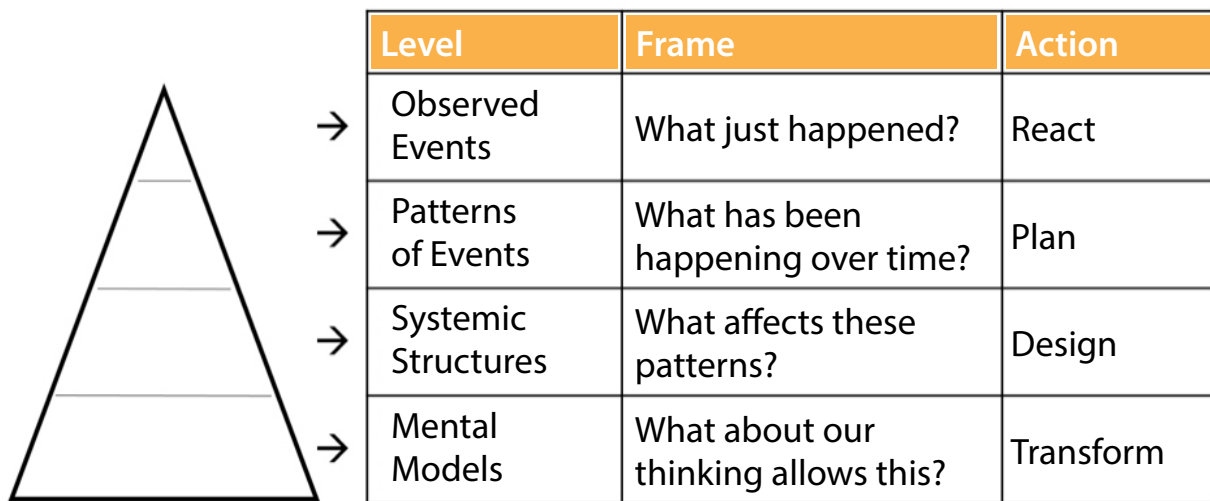 Level Frame Action
Observed
Events
What just happened?
React
Patterns
of Events
What has been
happening over time?
Plan
Systemic
Structures
What affects these
patterns?
Design
Mental
Models
What about our
thinking allows this?
Transform